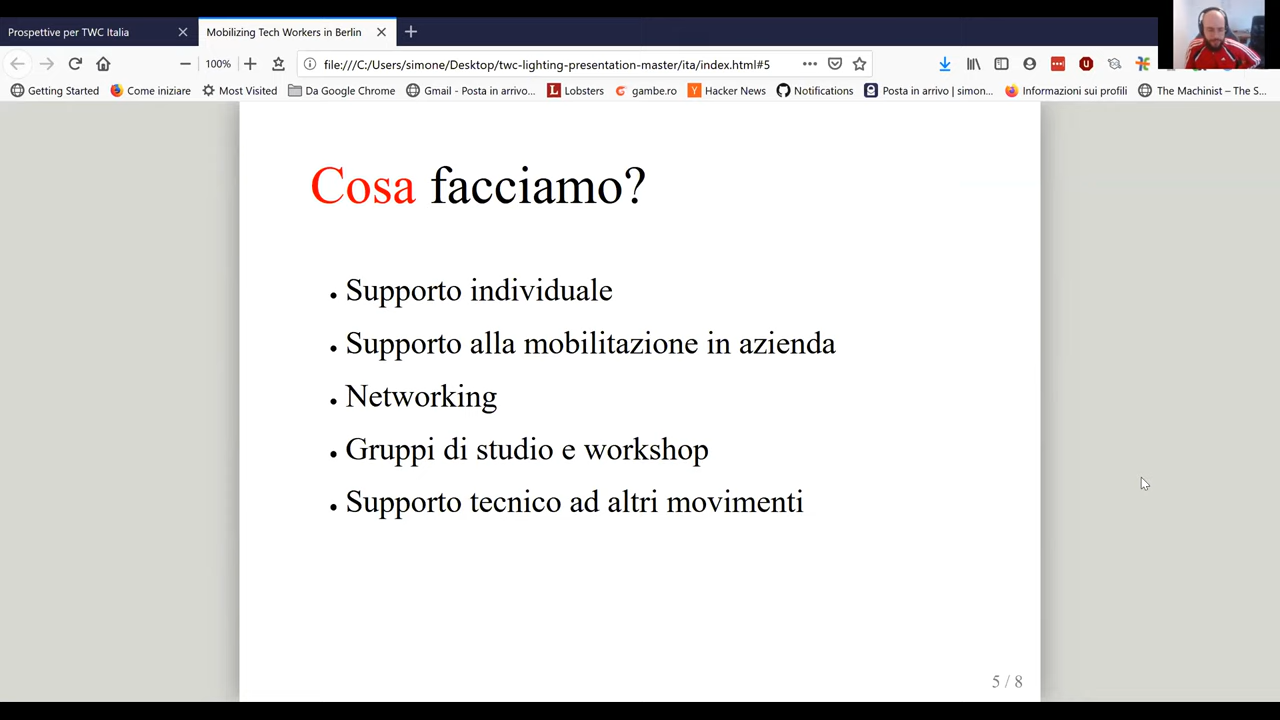 Prospettive per TWC Italia
Mobilizing Tech Workers in Berlin
100%
file:///C:/Users/simone/Desktop/twc-lighting-presentation-master/ita/index.html#5
Getting Started
Come iniziare
Most Visited
Da Google Chrome
Gmail - Posta in arrivo...
Lobsters
gambe.ro
Hacker News
Notifications
Posta in arrivo | simon...
Informazioni sui profili
The Machinist – The S...
Cosa facciamo?
• Supporto individuale
• Supporto alla mobilitazione in azienda
• Networking
• Gruppi di studio e workshop
• Supporto tecnico ad altri movimenti
5 / 8